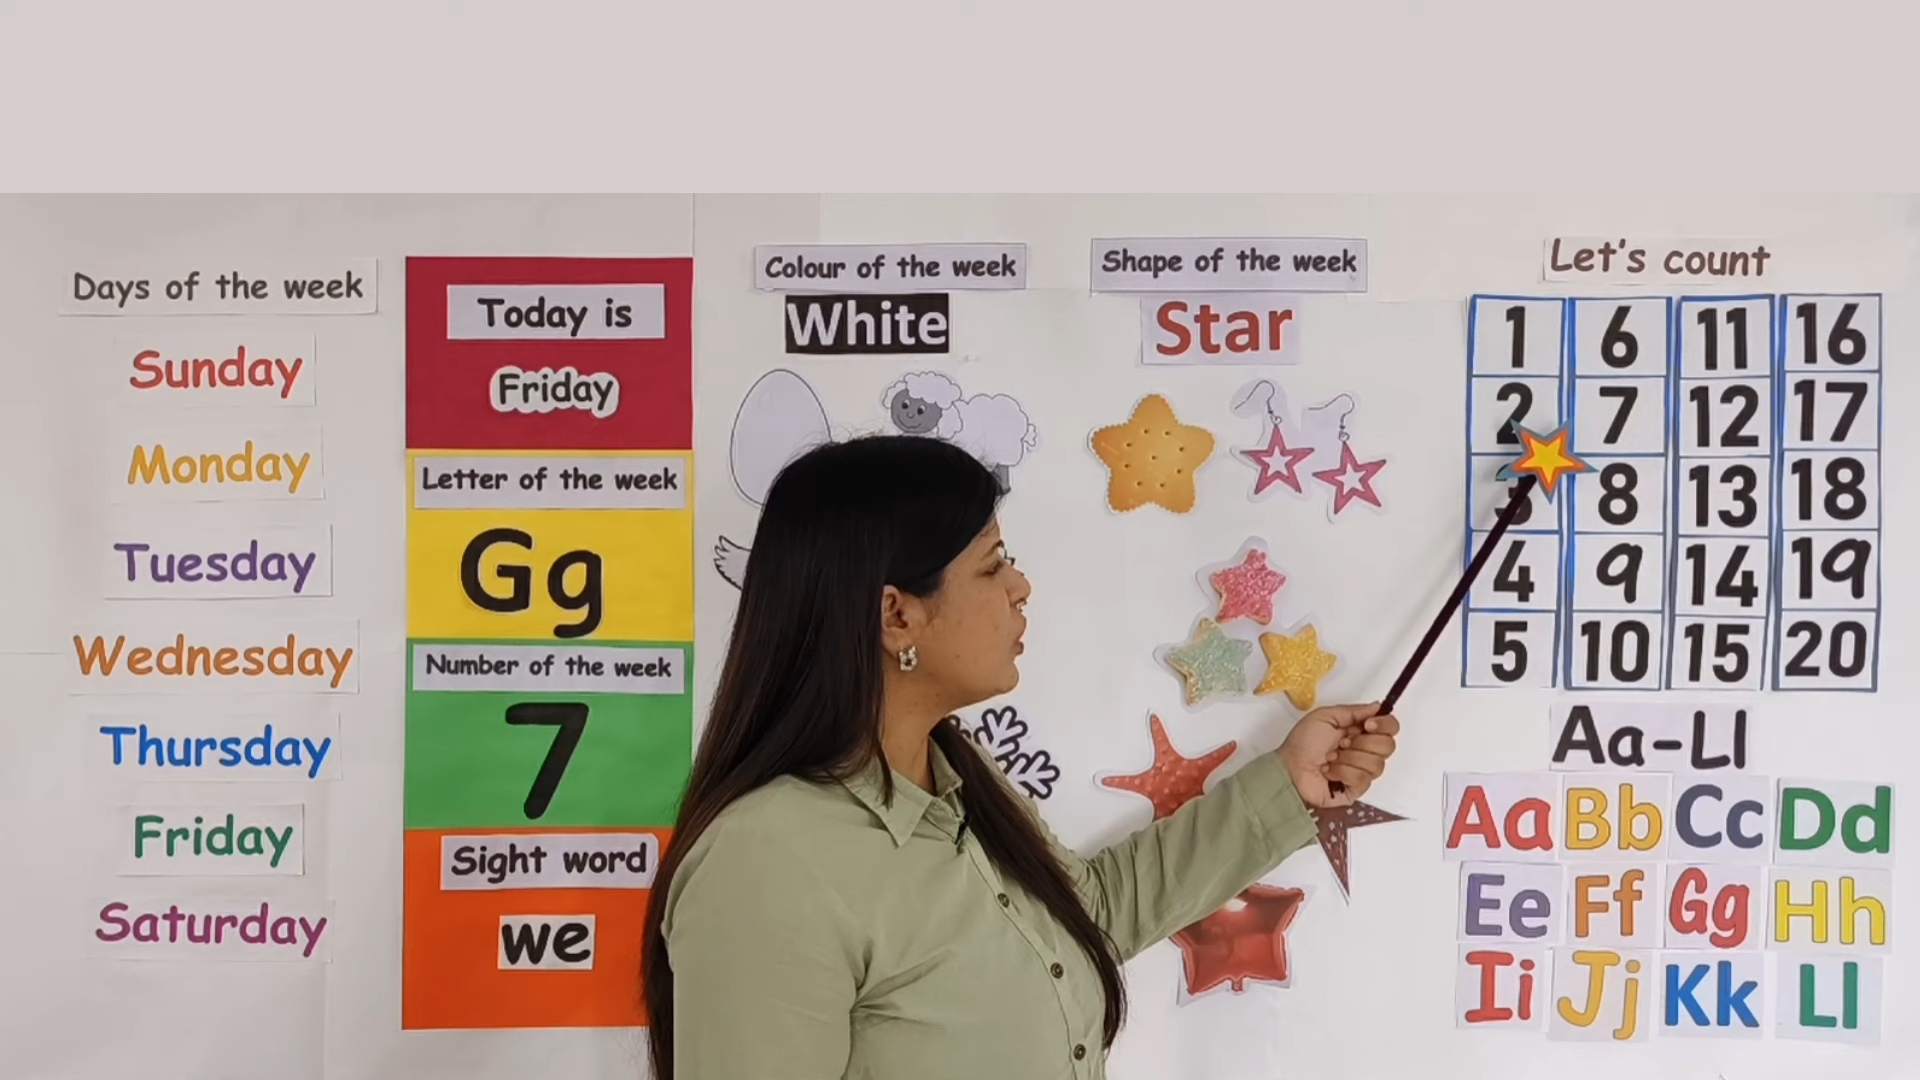 Days of the week
Sunday
Monday
Tuesday
Wednesday
Thursday
Friday
Saturday
Today is
Friday
Letter of the week
Gg
Number of the week
7
Sight word
we
Colour of the week
White
Shape of the week
Star
Let's count
1 6 11 16
2 7 12 17
3 8 13 18
4 9 14 19
5 10 15 20
Aa-Ll
Aa Bb Cc Dd
Ee Ff Gg Hh
Ii Jj Kk Ll